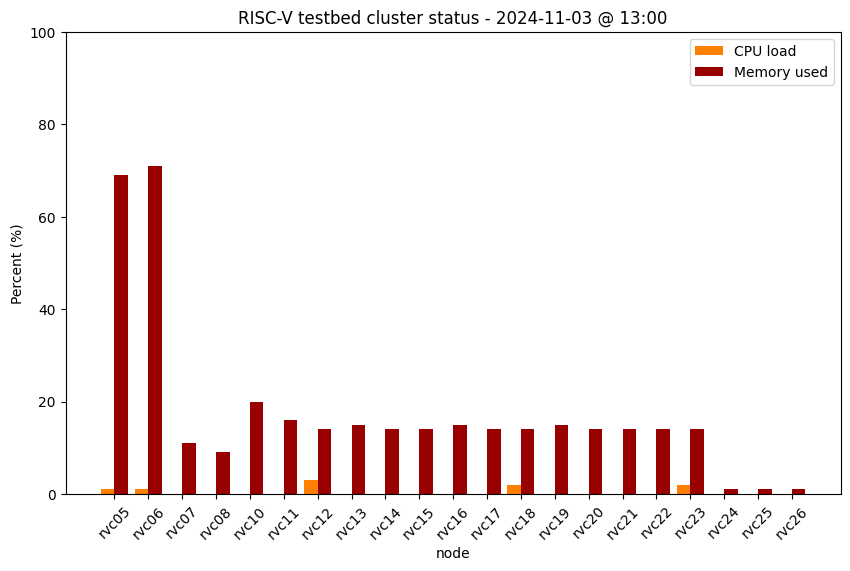 RISC-V testbed cluster status - 2024-11-03 @ 13:00
CPU load
Memory used
Percent (%)
100
80
60
40
20
0
rvc05 rvc06 rvc07 rvc08 rvc10 rvc11 rvc12 rvc13 rvc14 rvc15 rvc16 rvc17 rvc18 rvc19 rvc20 rvc21 rvc22 rvc23 rvc24 rvc25 rvc26
node